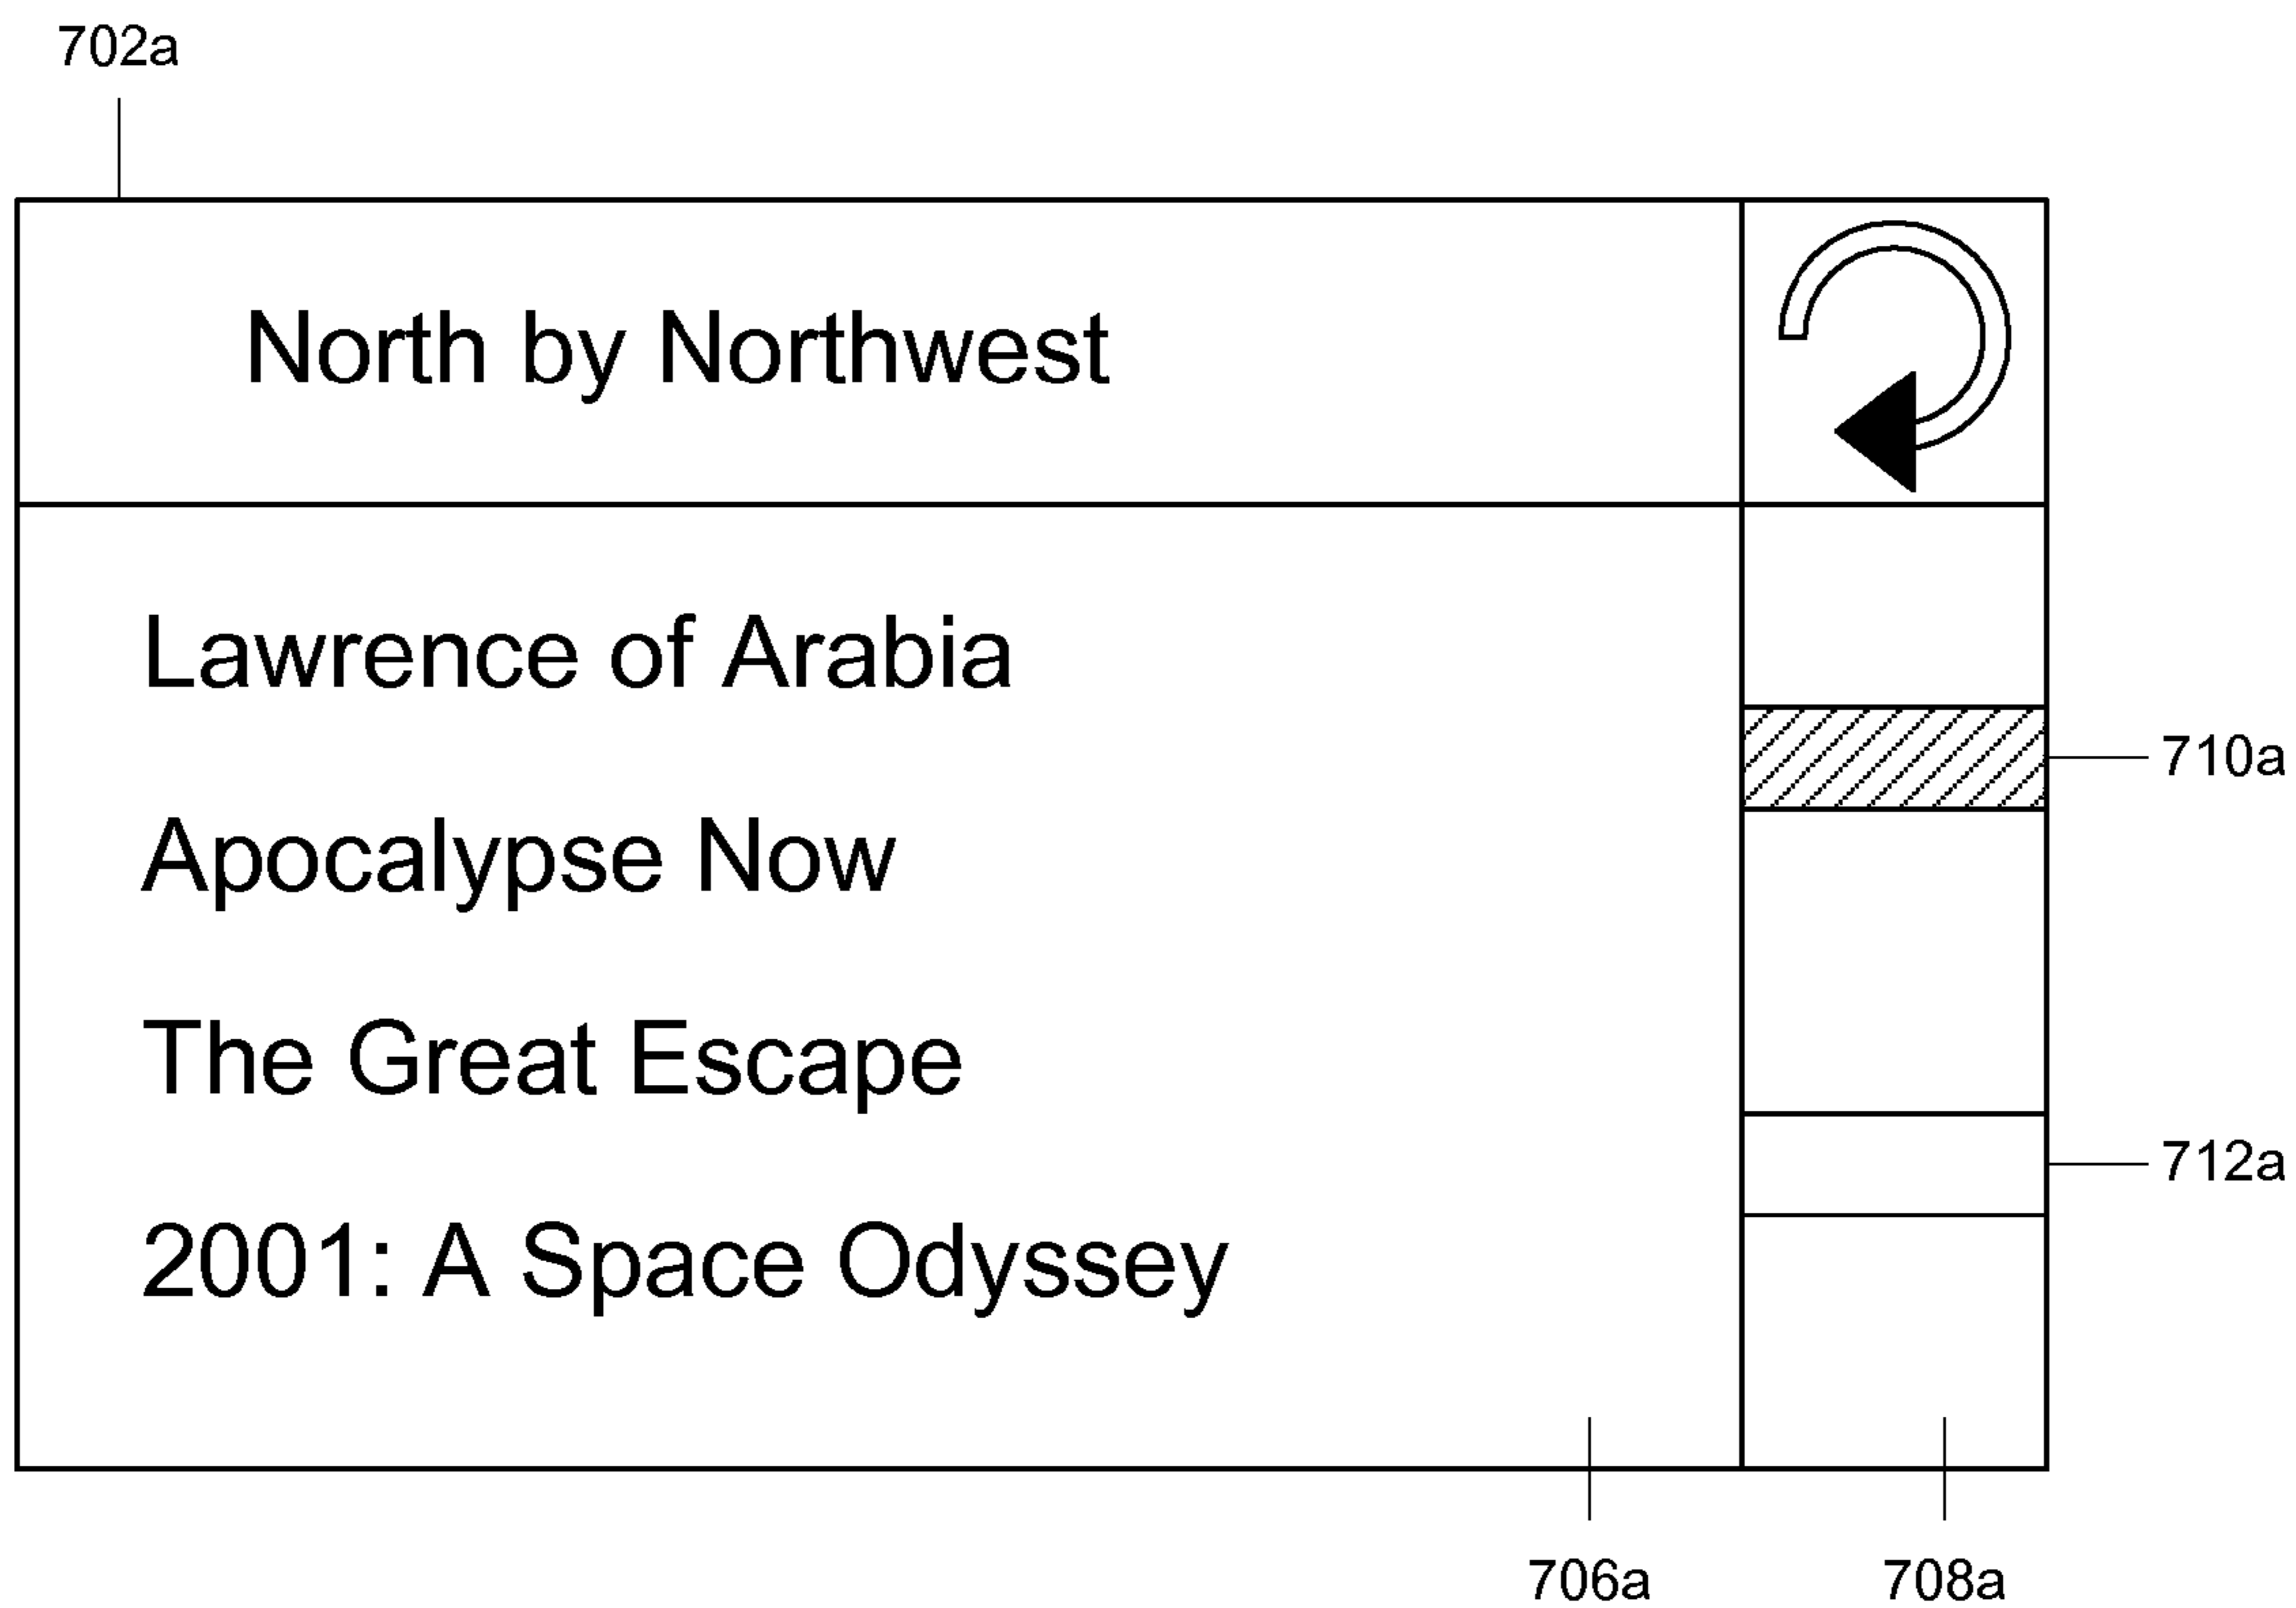 702a
North by Northwest
Lawrence of Arabia
710a
Apocalypse Now
The Great Escape
712a
2001: A Space Odyssey
706a
708a